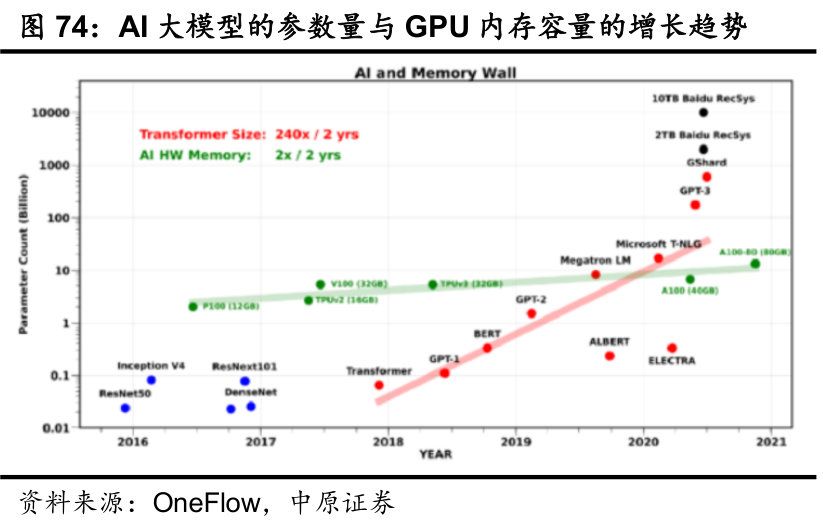 图 74：AI 大模型的参数量与 GPU 内存容量的增长趋势
AI and Memory Wall
10TB Baidu RecSys
10000
2TB Baidu RecSys
Transformer Size: 240x / 2 yrs
AI HW Memory: 2x / 2 yrs
GShard
1000
GPT-3
100
Microsoft T-NLG
A100-80 (80GB)
Megatron LM
10
V100 (32GB)
TPUv3 (32GB)
A100 (40GB)
P100 (12GB)
TPUv2 (16GB)
GPT-2
1
BERT
ALBERT
ELECTRA
GPT-1
Inception V4
ResNext101
Transformer
0.1
ResNet50
DenseNet
0.01
Parameter Count (Billion)
2016 2017 2018 2019 2020 2021
YEAR
资料来源：OneFlow，中原证券